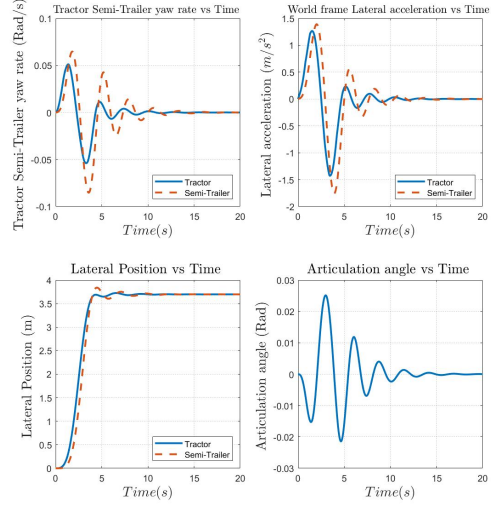 Tractor Semi-Trailer yaw rate vs Time
Tractor Semi-Trailer yaw rate (Rad/s)
0.1
0.05
0
-0.05
-0.1
0
5
10
15
20
Tractor
Semi-Trailer
Time(s)
World frame Lateral acceleration vs Time
Lateral acceleration (m/s²)
1.5
1
0.5
0
-0.5
-1
-1.5
-2
0
5
10
15
20
Tractor
Semi-Trailer
Time(s)
Lateral Position vs Time
Lateral Position (m)
4
3.5
3
2.5
2
1.5
1
0.5
0
0
5
10
15
20
Tractor
Semi-Trailer
Time(s)
Articulation angle vs Time
Articulation angle (Rad)
0.03
0.02
0.01
0
-0.01
-0.02
-0.03
0
5
10
15
20
Time(s)